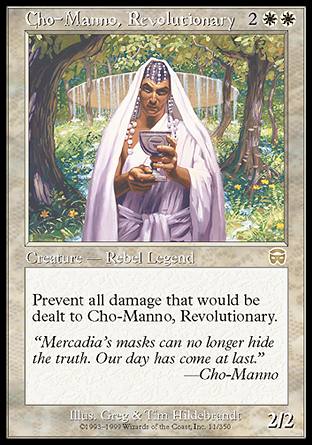 Cho-Manno, Revolutionary 2
Creature — Rebel Legend
Prevent all damage that would be
dealt to Cho-Manno, Revolutionary.
“Mercadia's masks can no longer hide
the truth. Our day has come at last.”
—Cho-Manno
Illus. Greg & Tim Hildebrandt
©1993-1999 Wizards of the Coast, Inc. 11/350
2/2